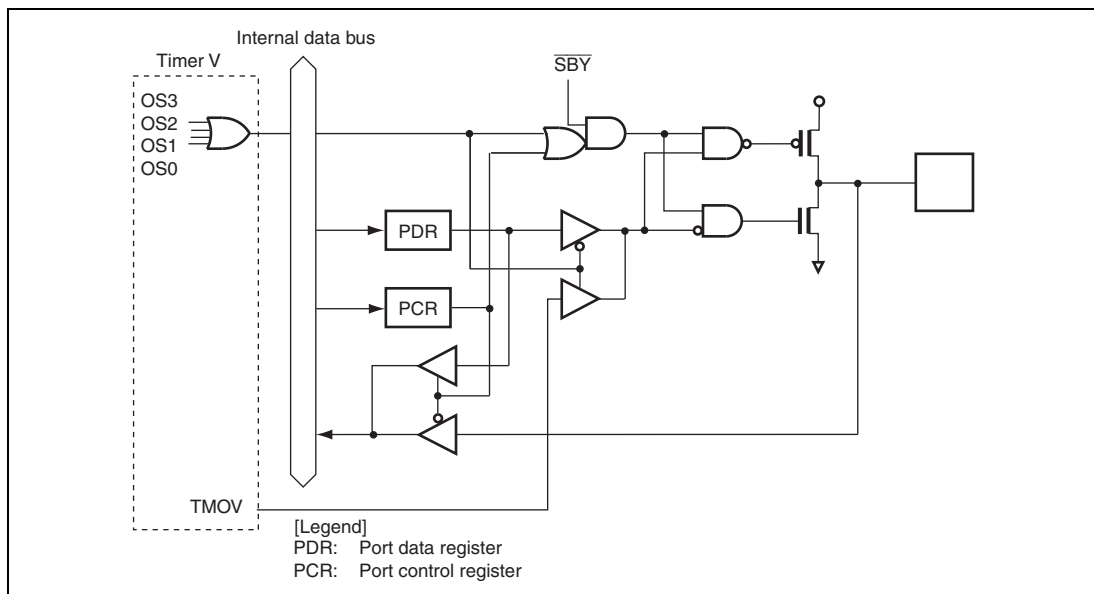 Internal data bus
Timer V
SBY
OS3
OS2
OS1
OS0
PDR
PCR
TMOV
[Legend]
PDR: Port data register
PCR: Port control register